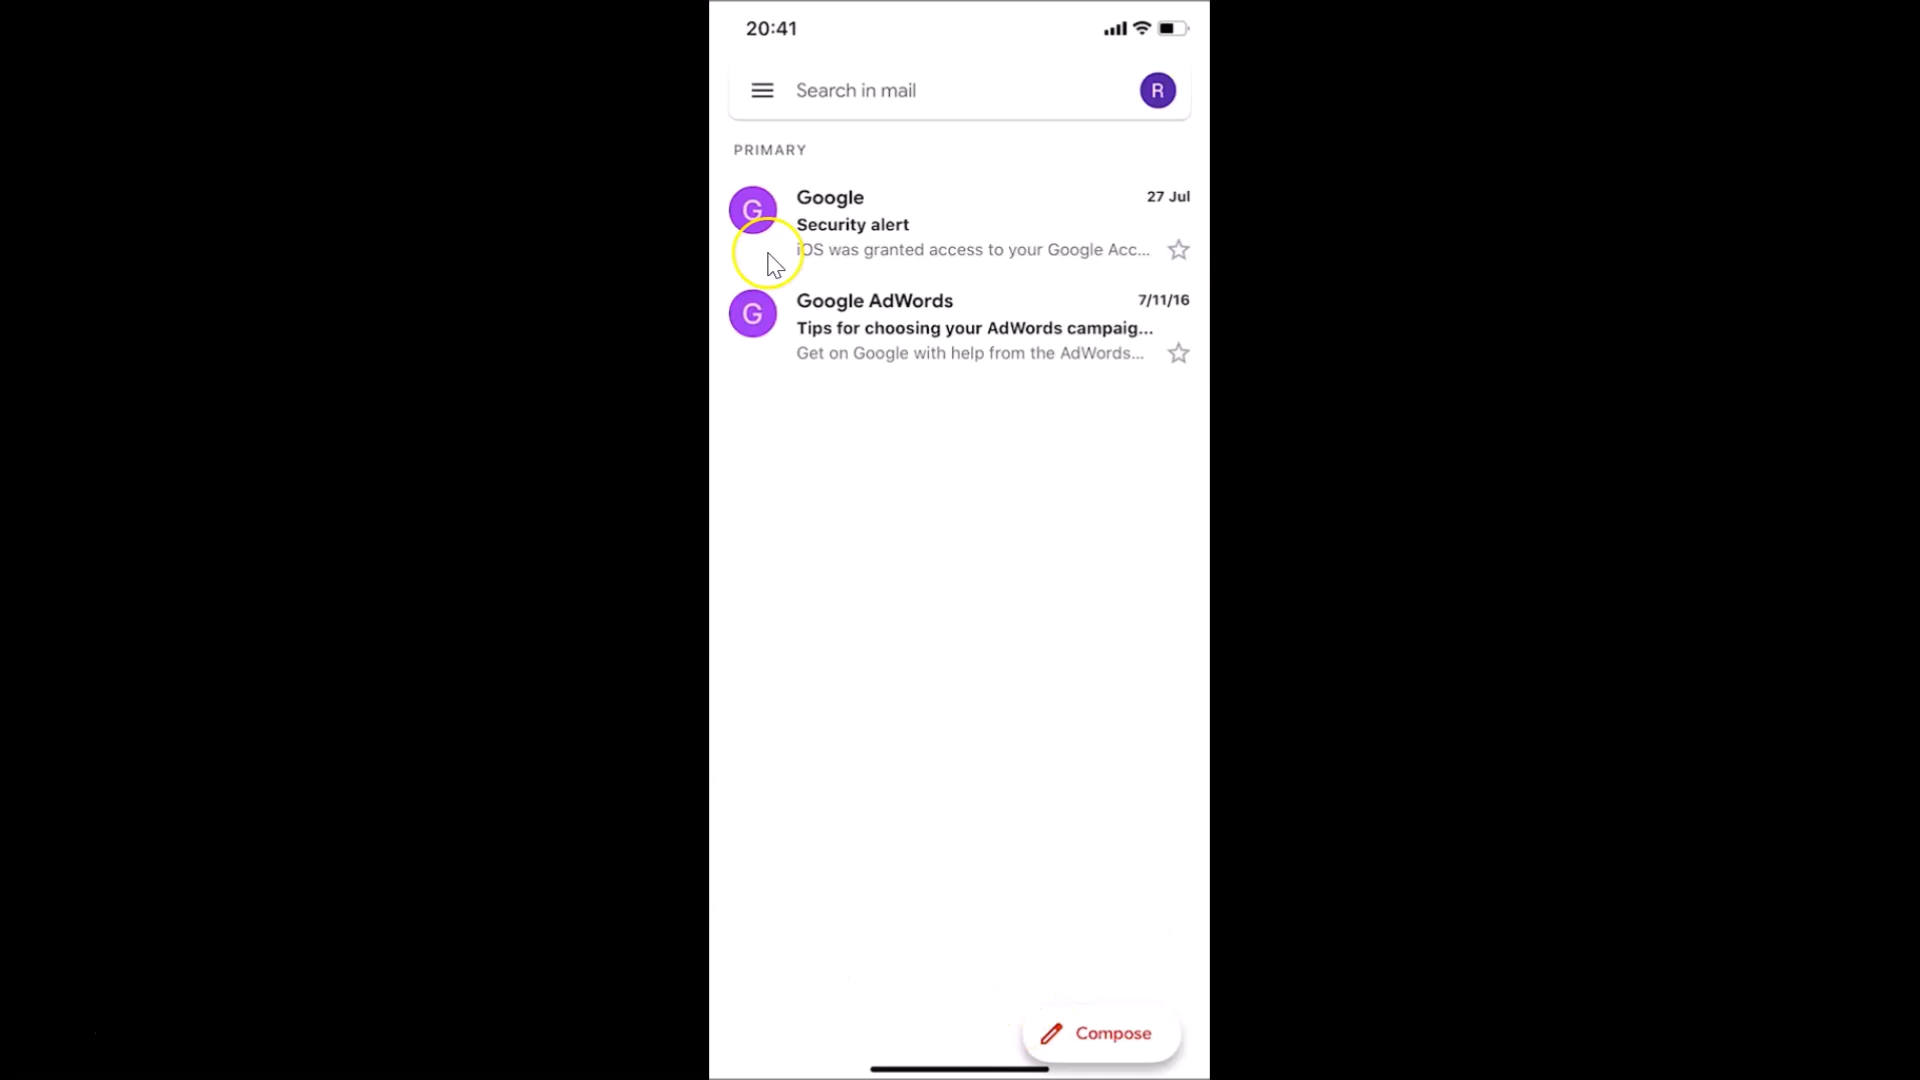 20:41
Search in mail
R
PRIMARY
G
Google
27 Jul
Security alert
iOS was granted access to your Google Acc...
G
Google AdWords
7/11/16
Tips for choosing your AdWords campaig...
Get on Google with help from the AdWords...
Compose